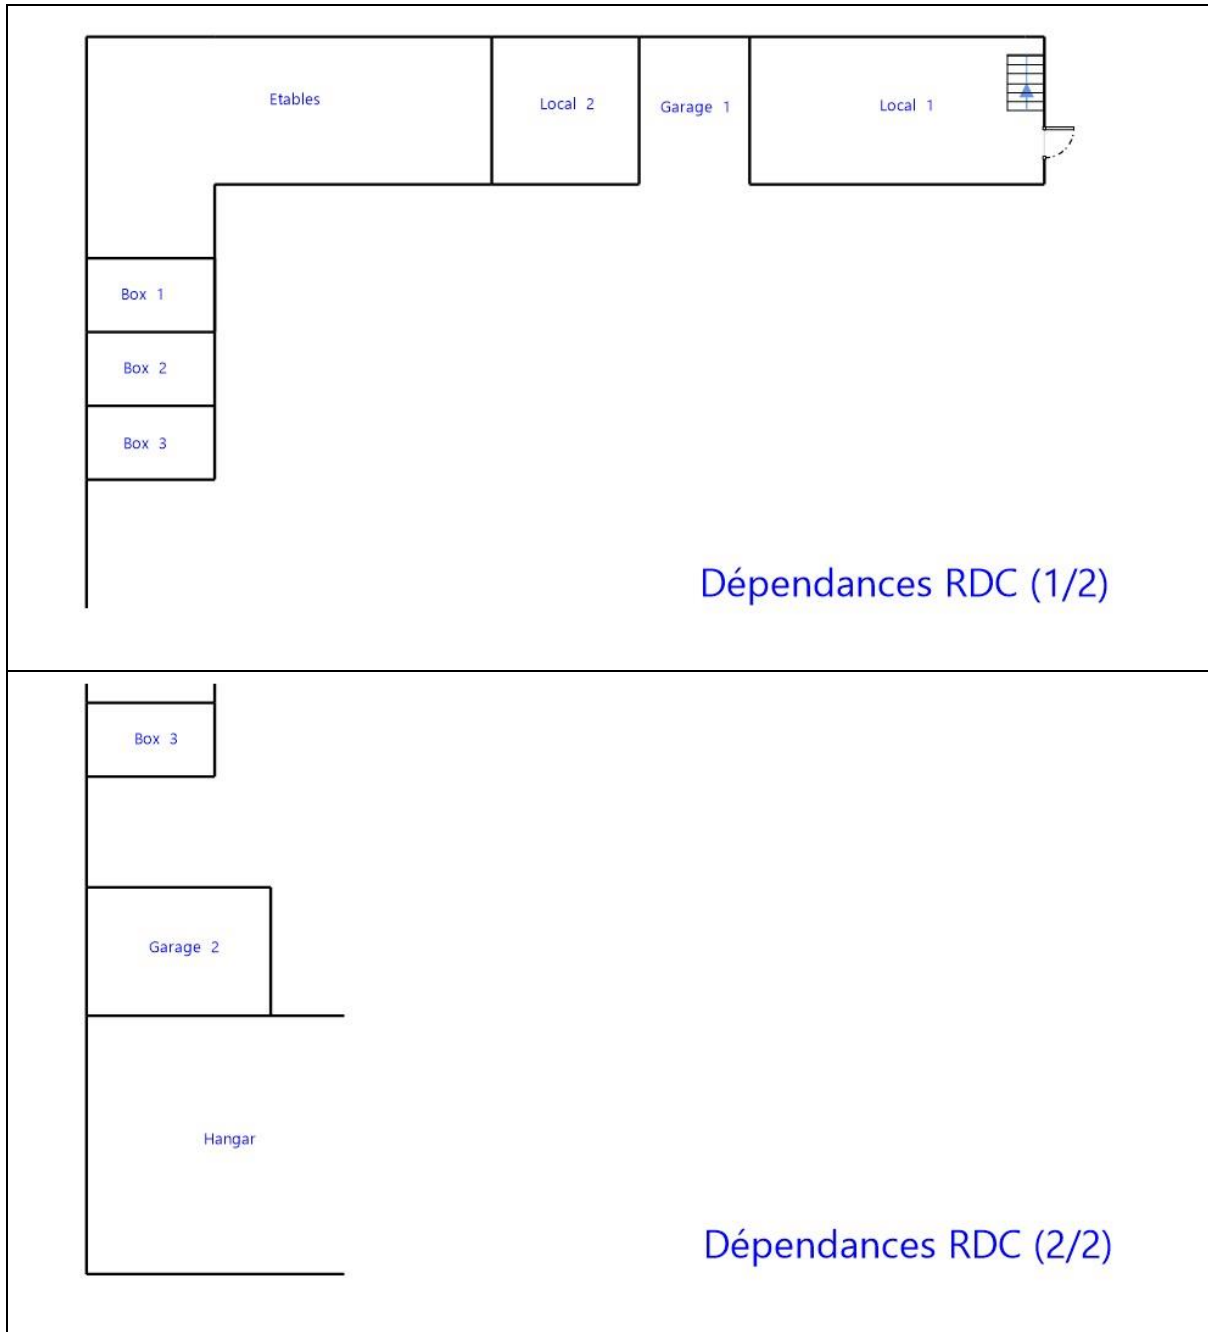 Etables
Local 2
Garage 1
Local 1
Box 1
Box 2
Box 3
Dépendances RDC (1/2)
Box 3
Garage 2
Hangar
Dépendances RDC (2/2)